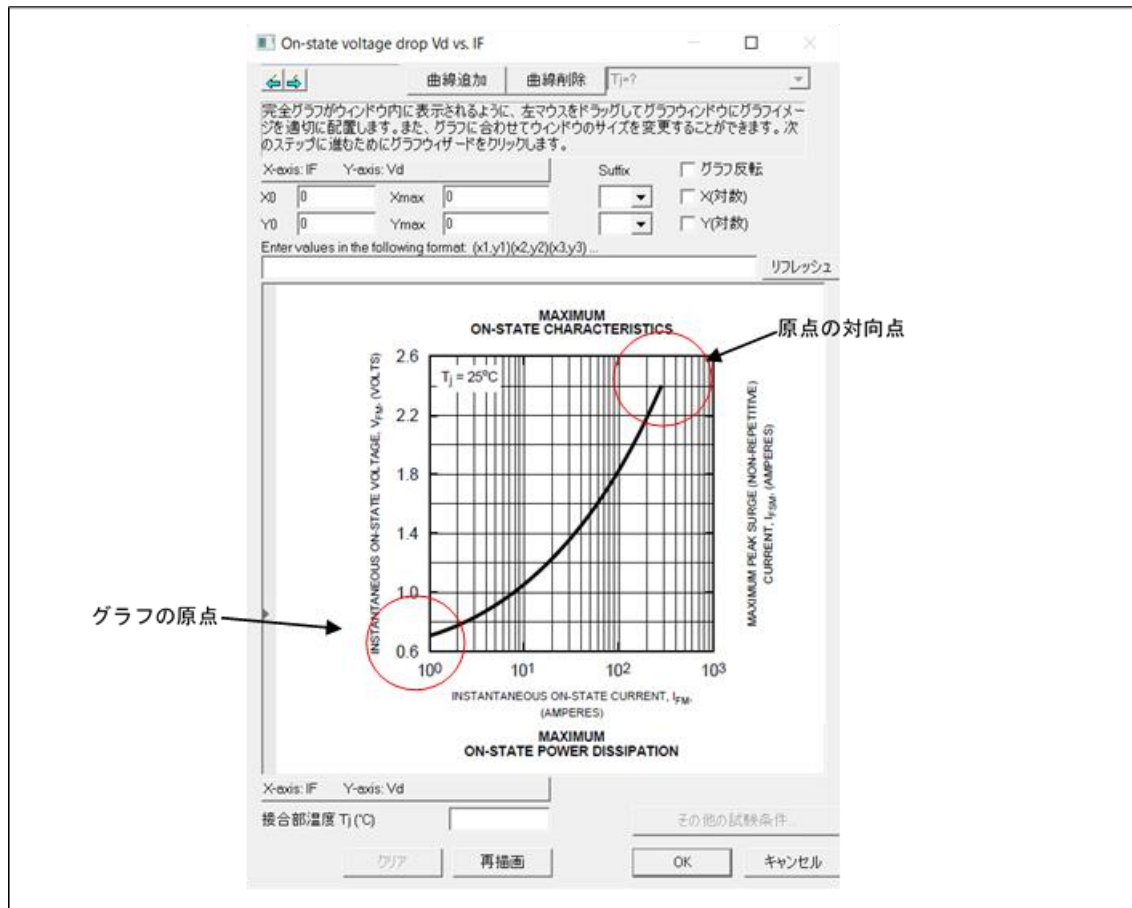 On-state voltage drop Vd vs. IF
曲線追加 曲線削除 Tj=?
完全グラフがウィンドウ内に表示されるように、左マウスをドラッグしてグラフウィンドウにグラフイメー
ジを適切に配置します。また、グラフに合わせてウィンドウのサイズを変更することができます。次
のステップに進むためにグラフウィザードをクリックします。
X-axis: IF Y-axis: Vd Suffix グラフ反転
X0 0 Xmax 0 X(対数)
Y0 0 Ymax 0 Y(対数)
Enter values in the following format: (x1,y1)(x2,y2)(x3,y3) ...
リフレッシュ
MAXIMUM
ON-STATE CHARACTERISTICS
原点の対向点
INSTANTANEOUS ON-STATE VOLTAGE, VFM, (VOLTS)
2.6
2.2
1.8
1.4
1.0
0.6
Tj = 25°C
MAXIMUM PEAK SURGE (NON-REPETITIVE)
CURRENT, IFSM, (AMPERES)
グラフの原点
10⁰ 10¹ 10² 10³
INSTANTANEOUS ON-STATE CURRENT, IFM,
(AMPERES)
MAXIMUM
ON-STATE POWER DISSIPATION
X-axis: IF Y-axis: Vd
接合部温度 Tj (°C) その他の試験条件...
クリア 再描画 OK キャンセル